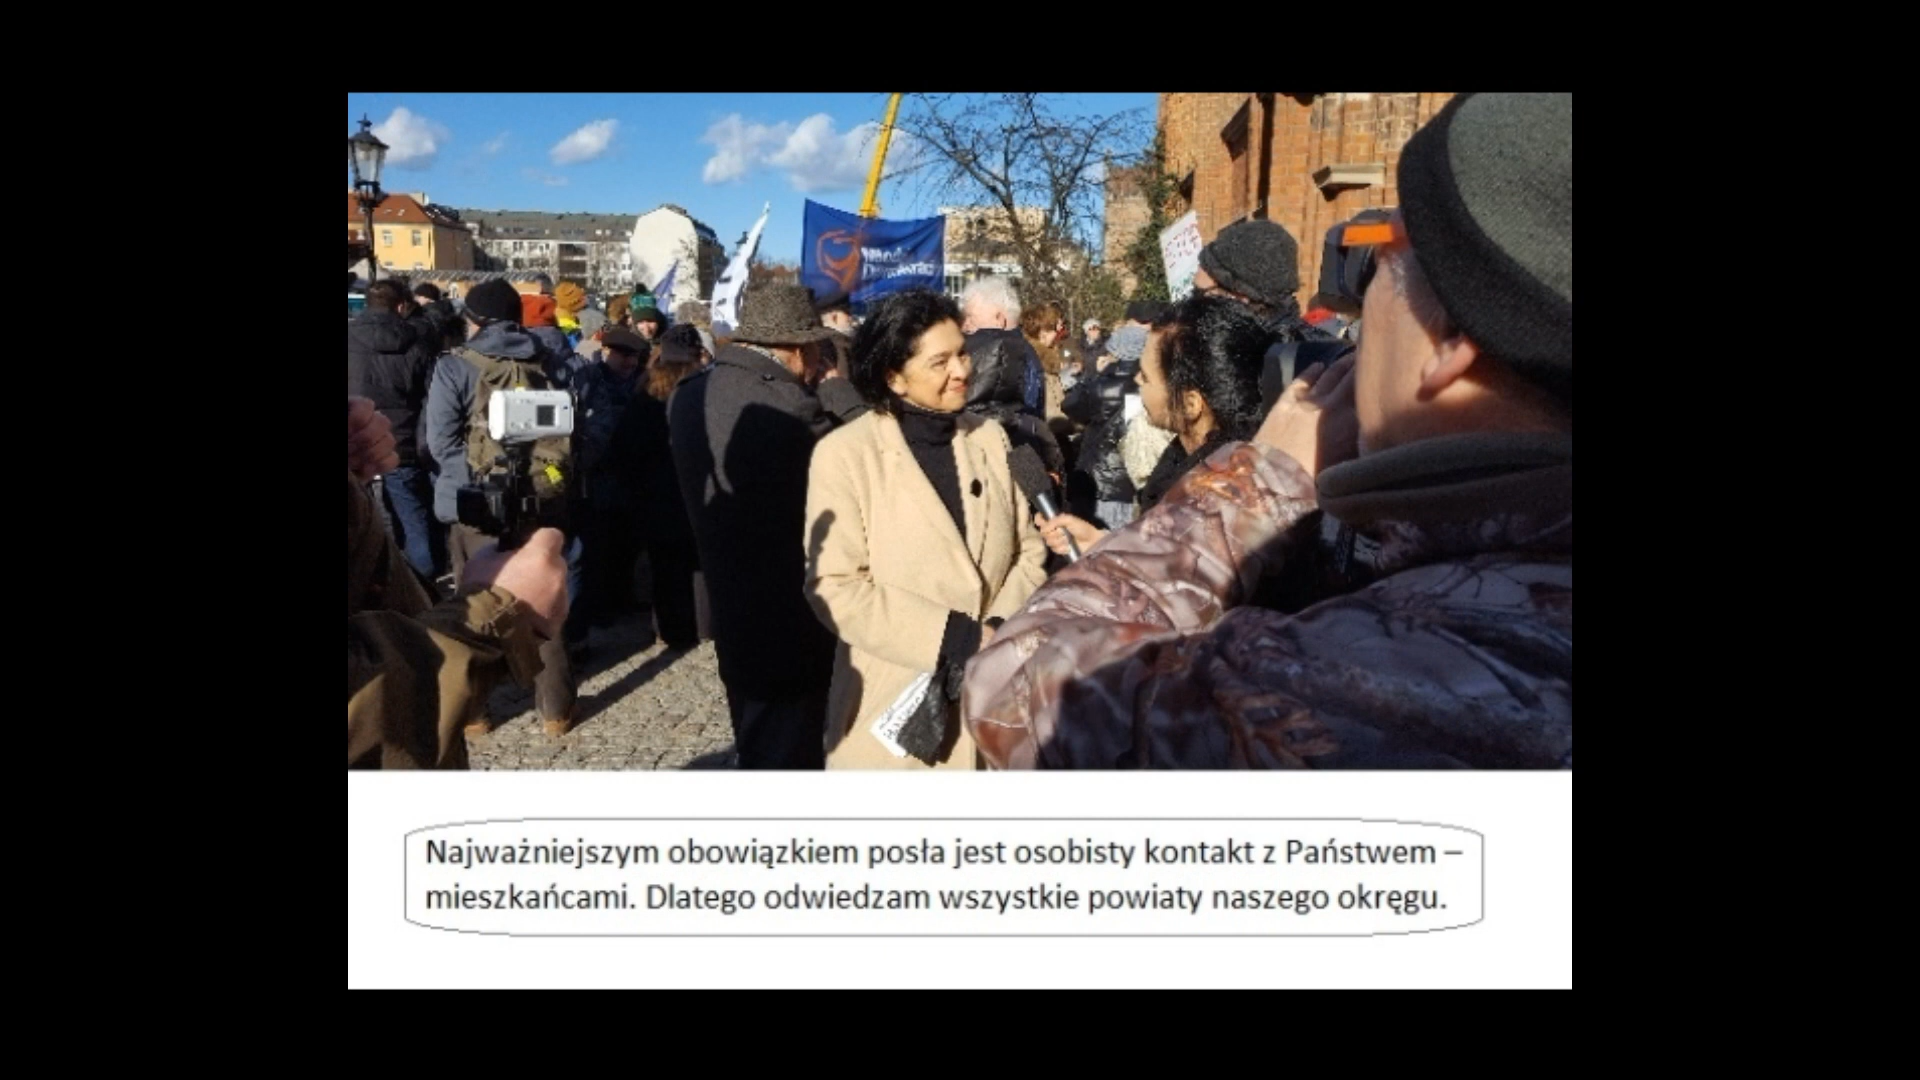 Najważniejszym obowiązkiem posła jest osobisty kontakt z Państwem –
mieszkańcami. Dlatego odwiedzam wszystkie powiaty naszego okręgu.